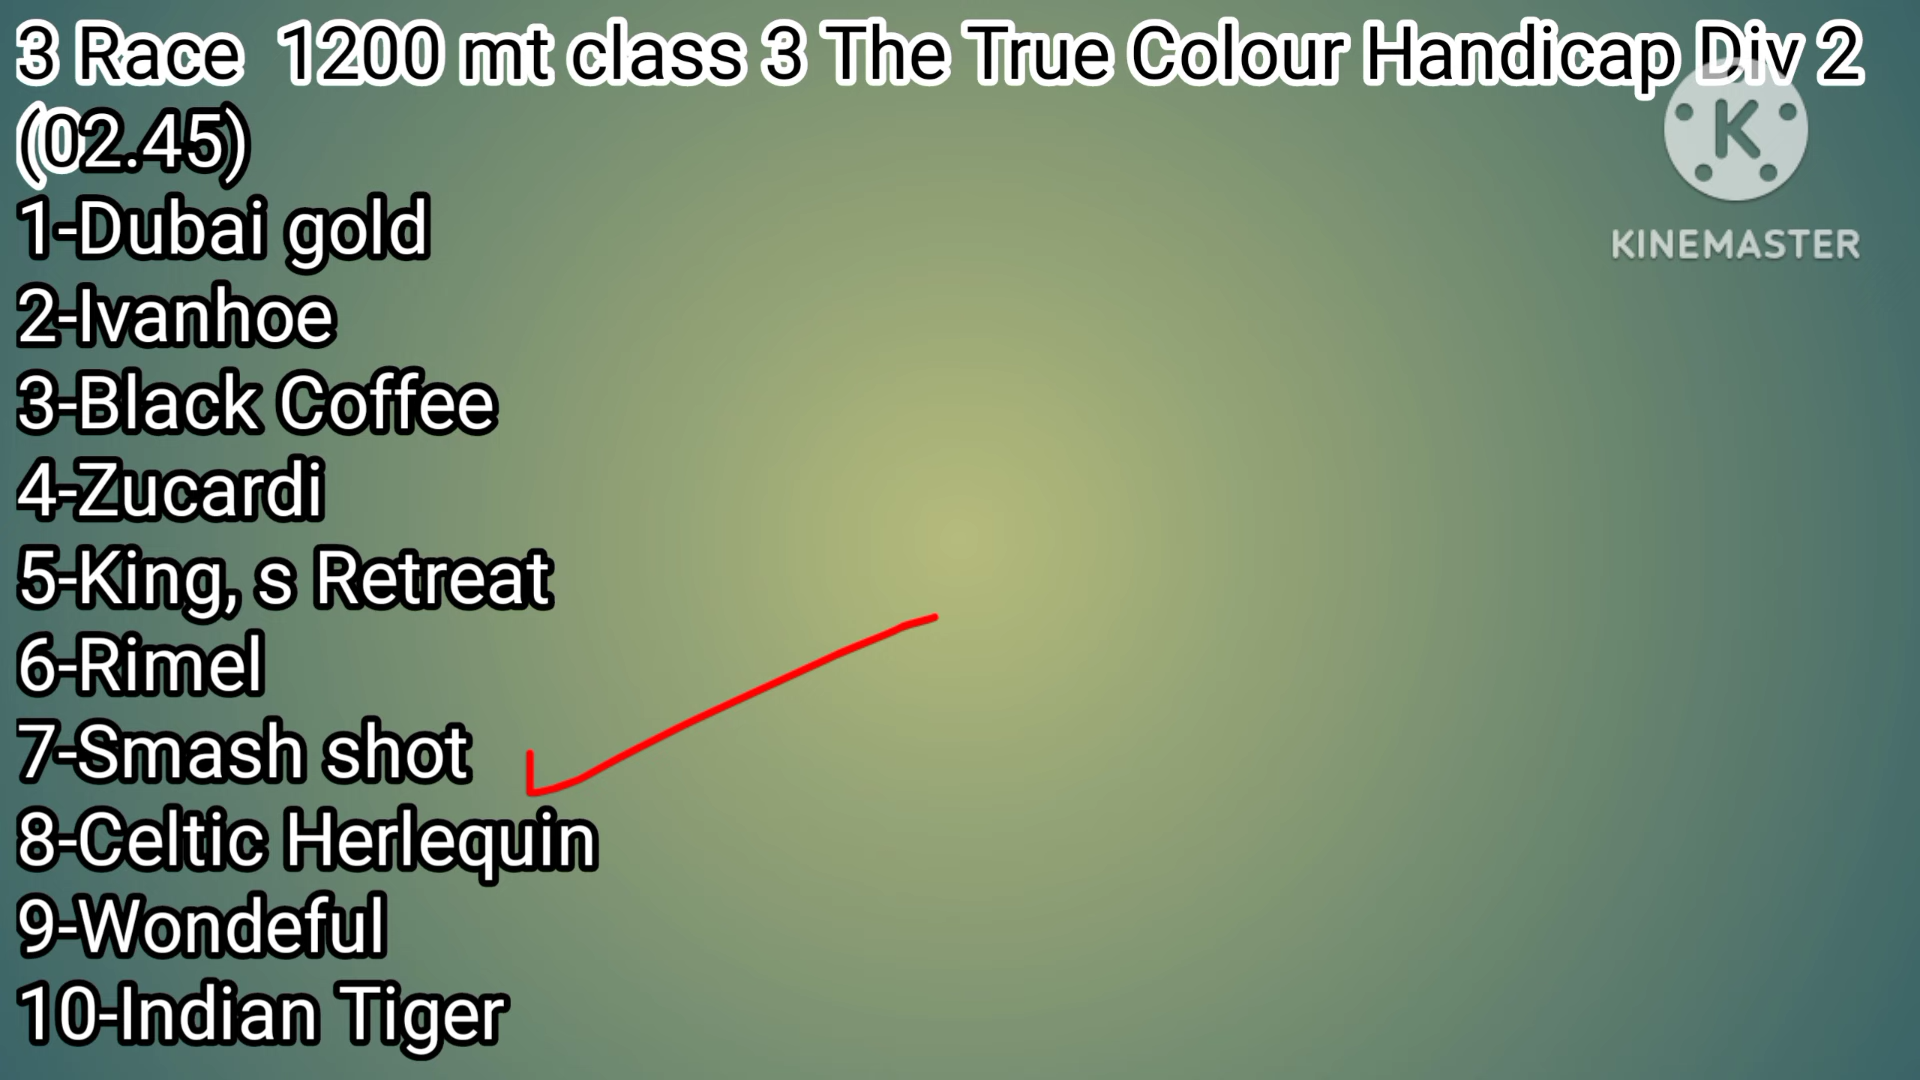 3 Race 1200 mt class 3 The True Colour Handicap Div 2
(02.45)
1-Dubai gold
2-Ivanhoe
3-Black Coffee
4-Zucardi
5-King, s Retreat
6-Rimel
7-Smash shot
8-Celtic Herlequin
9-Wondeful
10-Indian Tiger
K
KINEMASTER